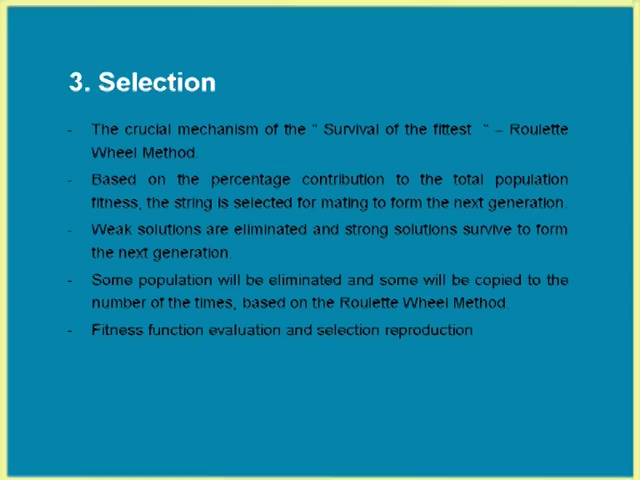 3. Selection
- The crucial mechanism of the " Survival of the fittest " – Roulette
Wheel Method.
- Based on the percentage contribution to the total population
fitness, the string is selected for mating to form the next generation.
- Weak solutions are eliminated and strong solutions survive to form
the next generation.
- Some population will be eliminated and some will be copied to the
number of the times, based on the Roulette Wheel Method.
- Fitness function evaluation and selection reproduction